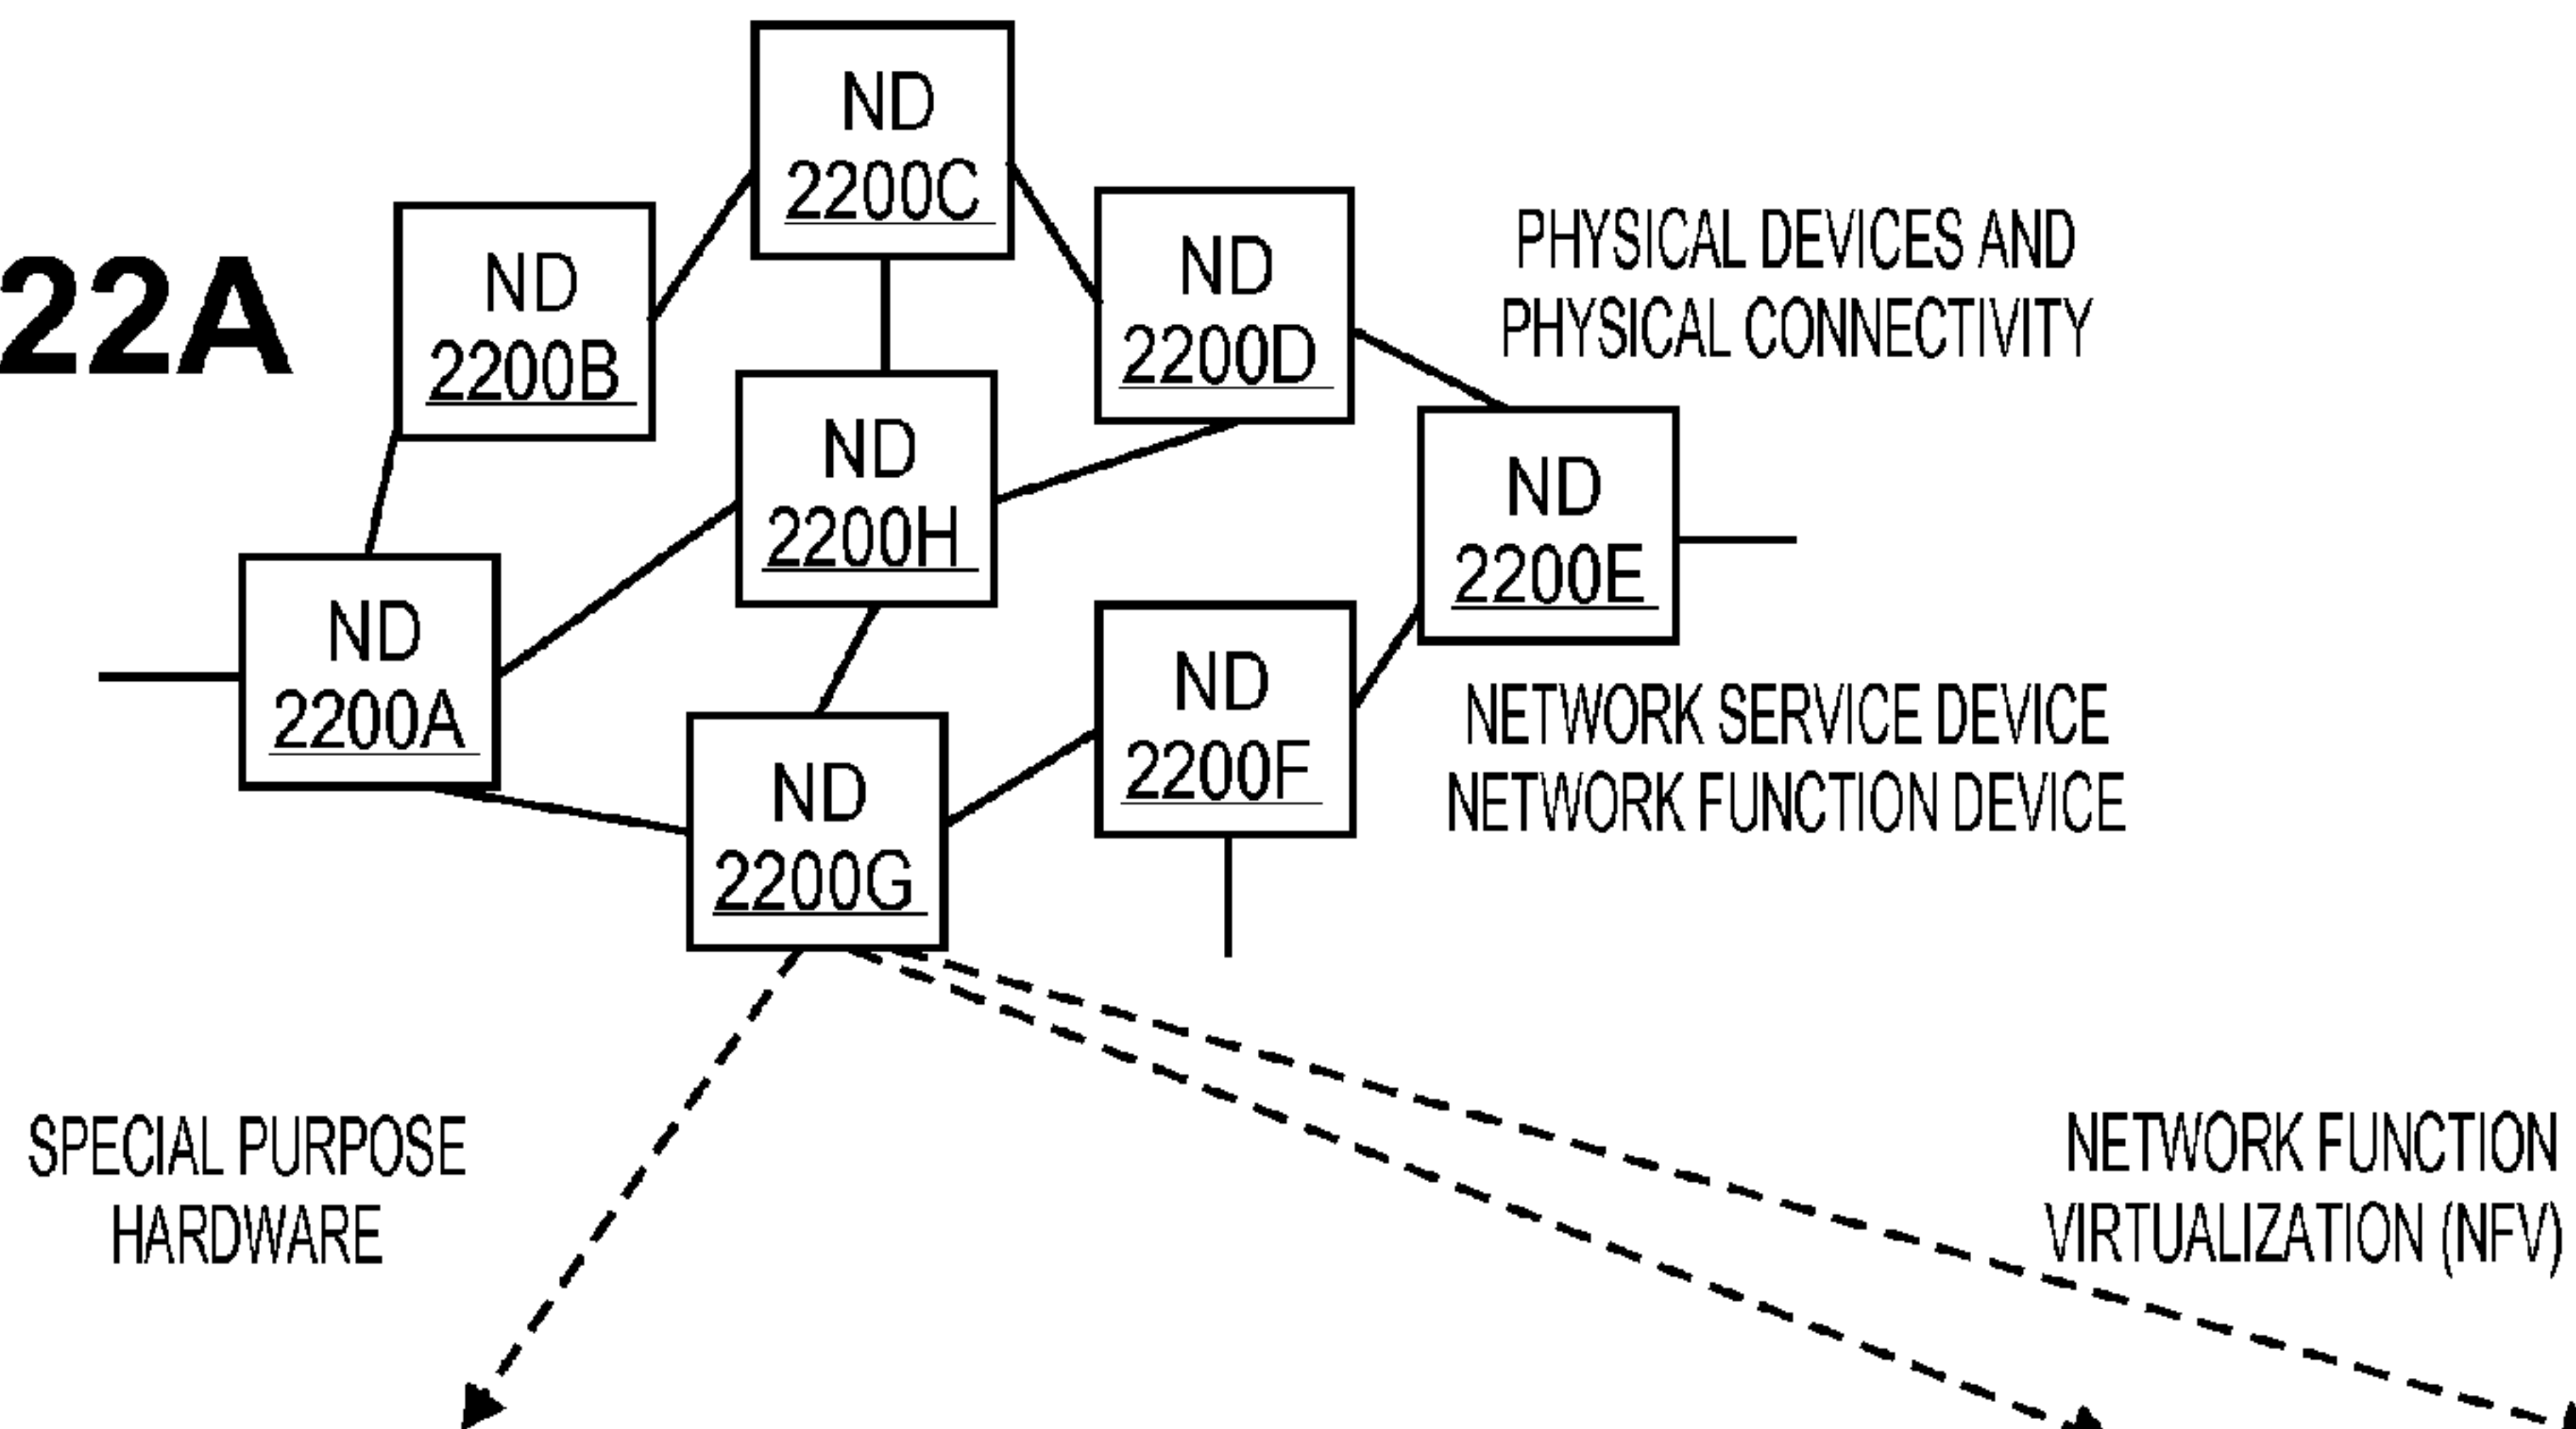 22A
ND
2200C
ND
2200B
ND
2200D
PHYSICAL DEVICES AND
PHYSICAL CONNECTIVITY
ND
2200H
ND
2200E
ND
2200A
ND
2200F
NETWORK SERVICE DEVICE
NETWORK FUNCTION DEVICE
ND
2200G
SPECIAL PURPOSE
HARDWARE
NETWORK FUNCTION
VIRTUALIZATION (NFV)